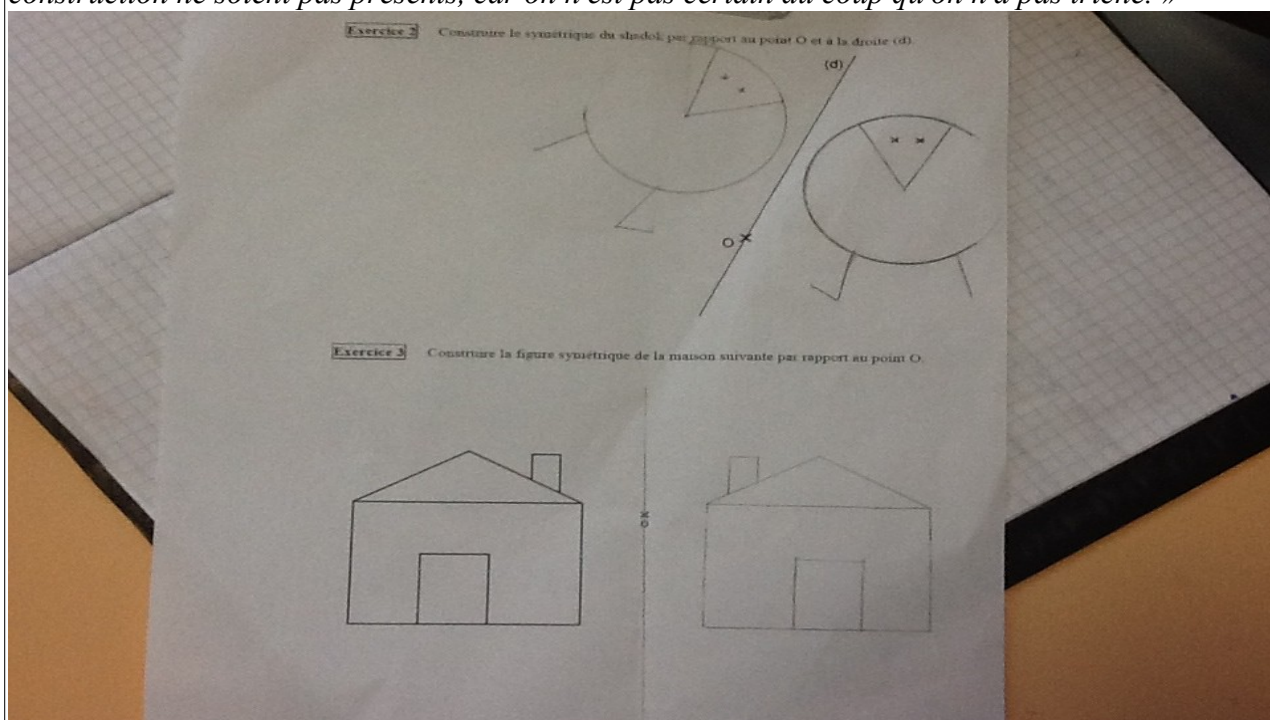 construction ne soient pas présents, car on n'est pas certain du coup qu'on n'a pas triché. »
Exercice 2 Construire le symétrique du shadok par rapport au point O et à la droite (d).
(d)
O
Exercice 3 Construire la figure symétrique de la maison suivante par rapport au point O.
O